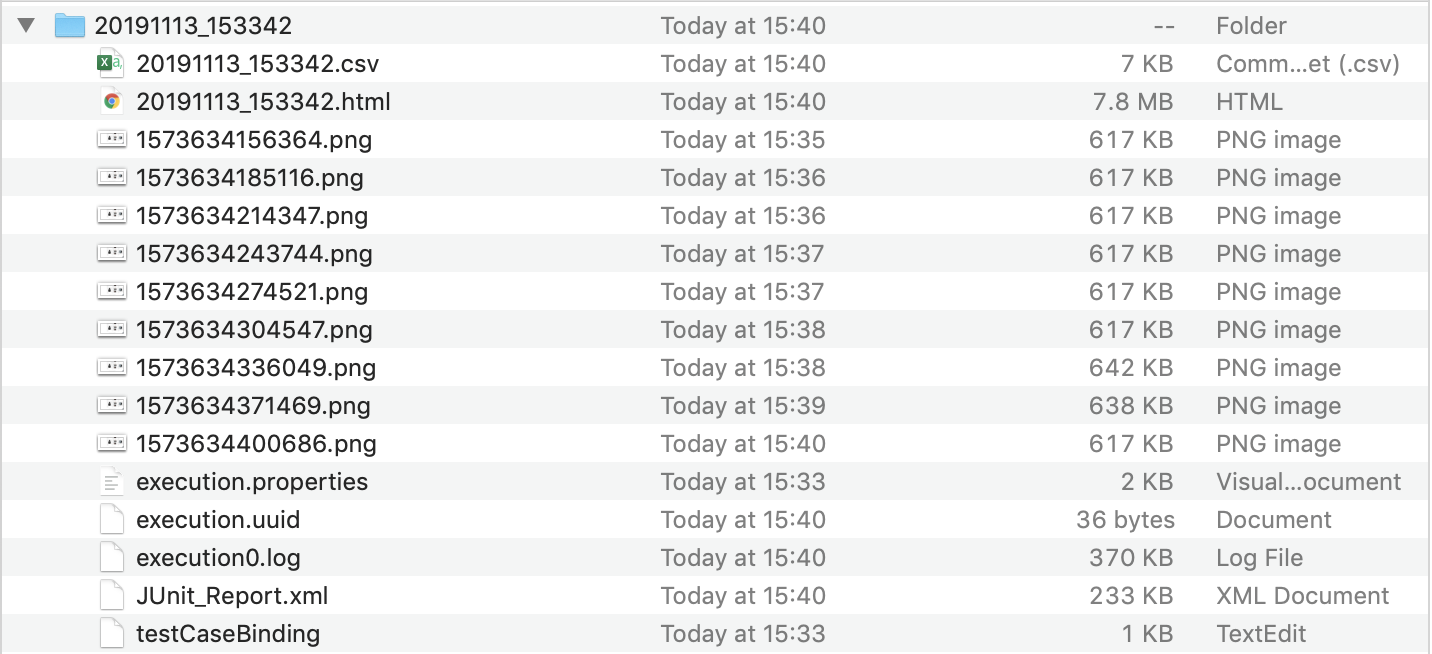 20191113_153342 Today at 15:40 -- Folder
20191113_153342.csv Today at 15:40 7 KB Comm...et (.csv)
20191113_153342.html Today at 15:40 7.8 MB HTML
1573634156364.png Today at 15:35 617 KB PNG image
1573634185116.png Today at 15:36 617 KB PNG image
1573634214347.png Today at 15:36 617 KB PNG image
1573634243744.png Today at 15:37 617 KB PNG image
1573634274521.png Today at 15:37 617 KB PNG image
1573634304547.png Today at 15:38 617 KB PNG image
1573634336049.png Today at 15:38 642 KB PNG image
1573634371469.png Today at 15:39 638 KB PNG image
1573634400686.png Today at 15:40 617 KB PNG image
execution.properties Today at 15:33 2 KB Visual...ocument
execution.uuid Today at 15:40 36 bytes Document
execution0.log Today at 15:40 370 KB Log File
JUnit_Report.xml Today at 15:40 233 KB XML Document
testCaseBinding Today at 15:33 1 KB TextEdit